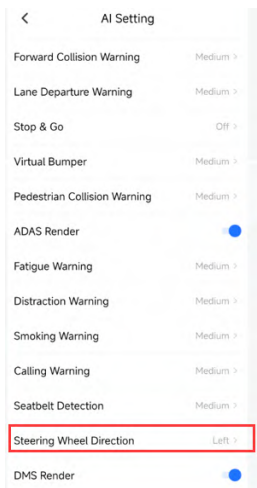 AI Setting
Forward Collision Warning Medium
Lane Departure Warning Medium
Stop & Go Off
Virtual Bumper Medium
Pedestrian Collision Warning Medium
ADAS Render
Fatigue Warning Medium
Distraction Warning Medium
Smoking Warning Medium
Calling Warning Medium
Seatbelt Detection Medium
Steering Wheel Direction Left
DMS Render